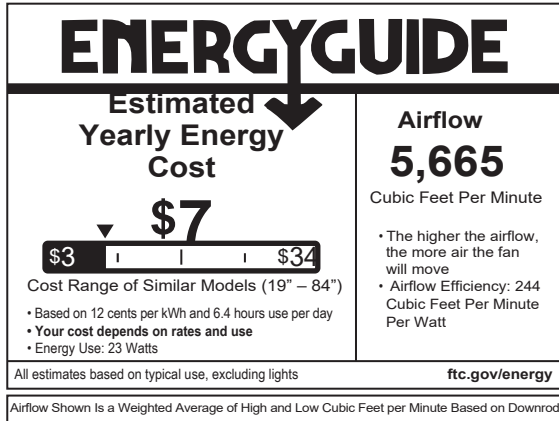 ENERGYGUIDE
Estimated
Yearly Energy
Cost
$7
$3
$34
Cost Range of Similar Models (19” – 84”)
• Based on 12 cents per kWh and 6.4 hours use per day
• Your cost depends on rates and use
• Energy Use: 23 Watts
Airflow
5,665
Cubic Feet Per Minute
• The higher the airflow,
the more air the fan
will move
• Airflow Efficiency: 244
Cubic Feet Per Minute
Per Watt
All estimates based on typical use, excluding lights
ftc.gov/energy
Airflow Shown Is a Weighted Average of High and Low Cubic Feet per Minute Based on Downrod